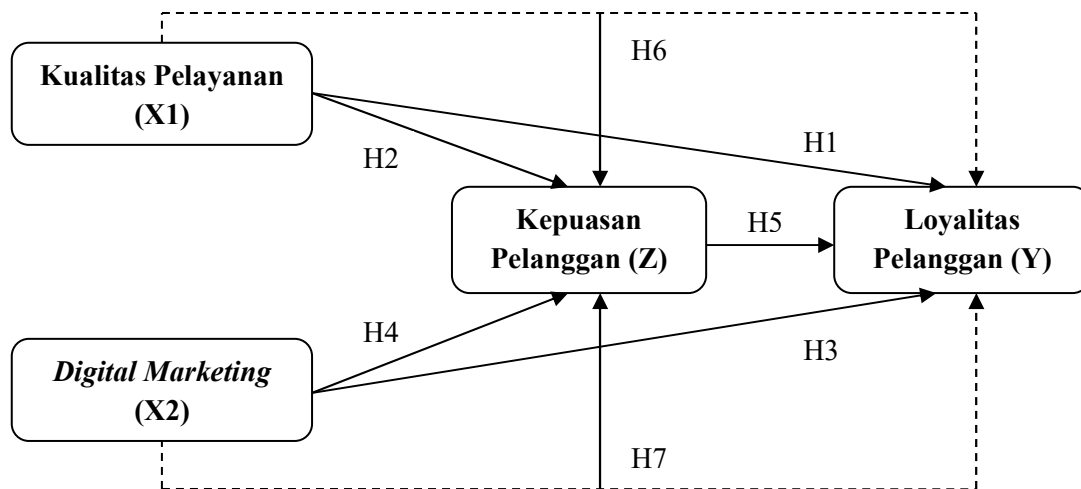 H6
Kualitas Pelayanan
(X1)
H1
H2
Kepuasan
Pelanggan (Z)
H5
Loyalitas
Pelanggan (Y)
H4
H3
Digital Marketing
(X2)
H7